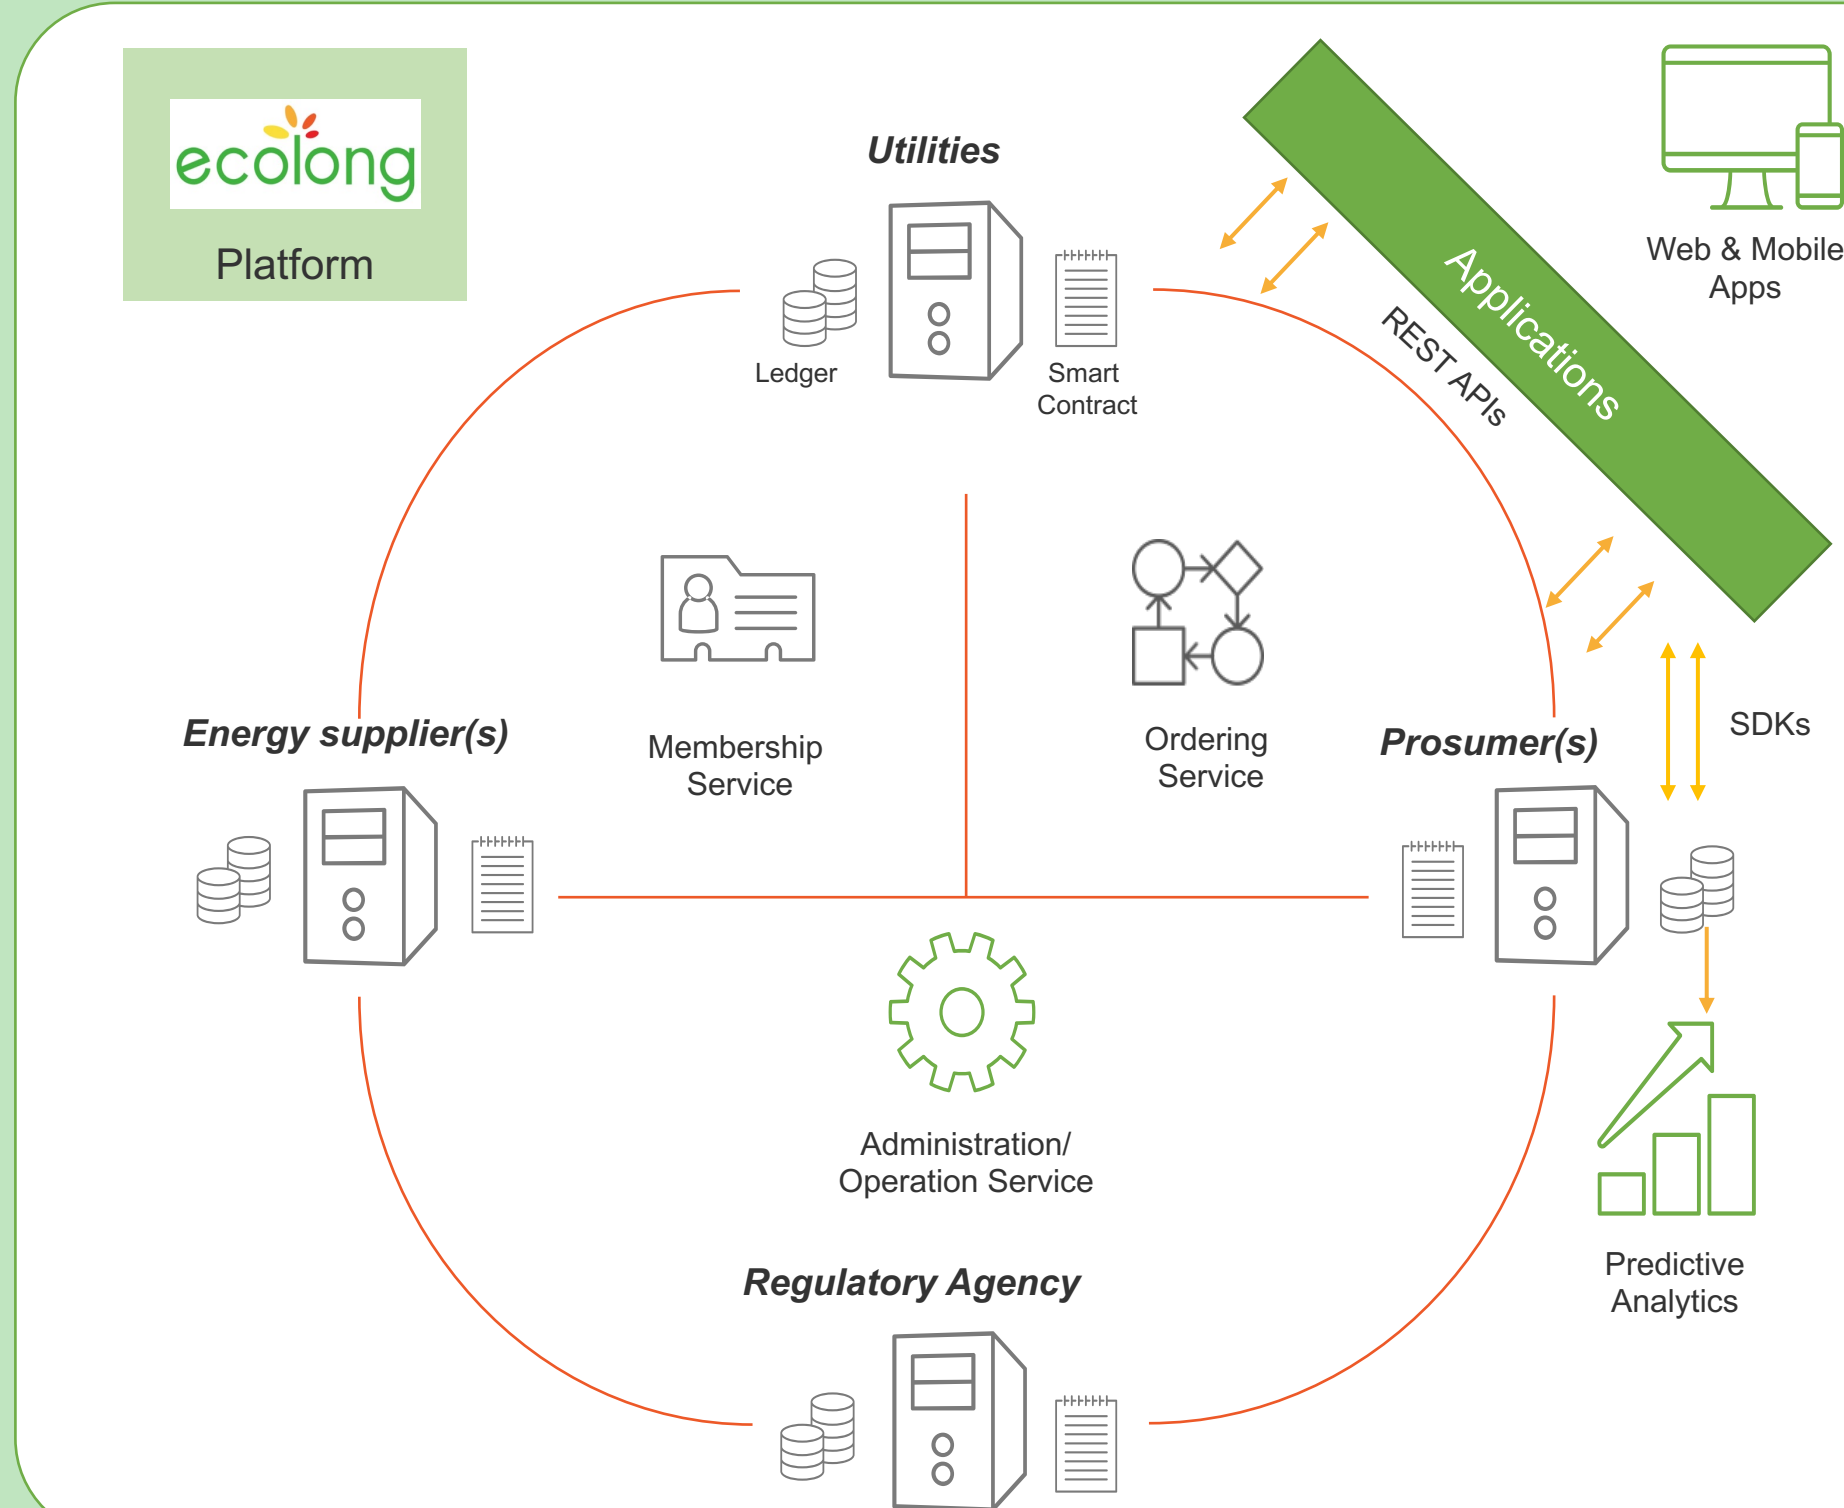 ecolong
Platform
Utilities
Ledger
Smart
Contract
Applications
REST APIs
Web & Mobile
Apps
Membership
Service
Ordering
Service
Energy supplier(s)
Prosumer(s)
SDKs
Administration/
Operation Service
Predictive
Analytics
Regulatory Agency